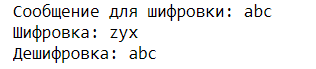 Сообщение для шифровки: abc
Шифровка: zyx
Дешифровка: abc